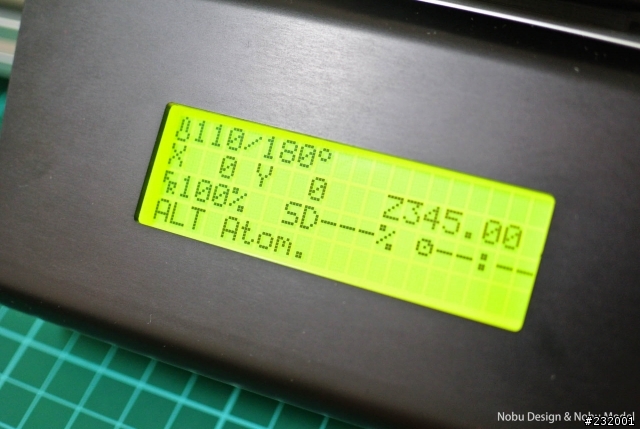 110/180°
X 0 Y 0 Z345.00
100% SD---% --:--
ALT Atom.
Nobu Design & Nobu Model
#232001